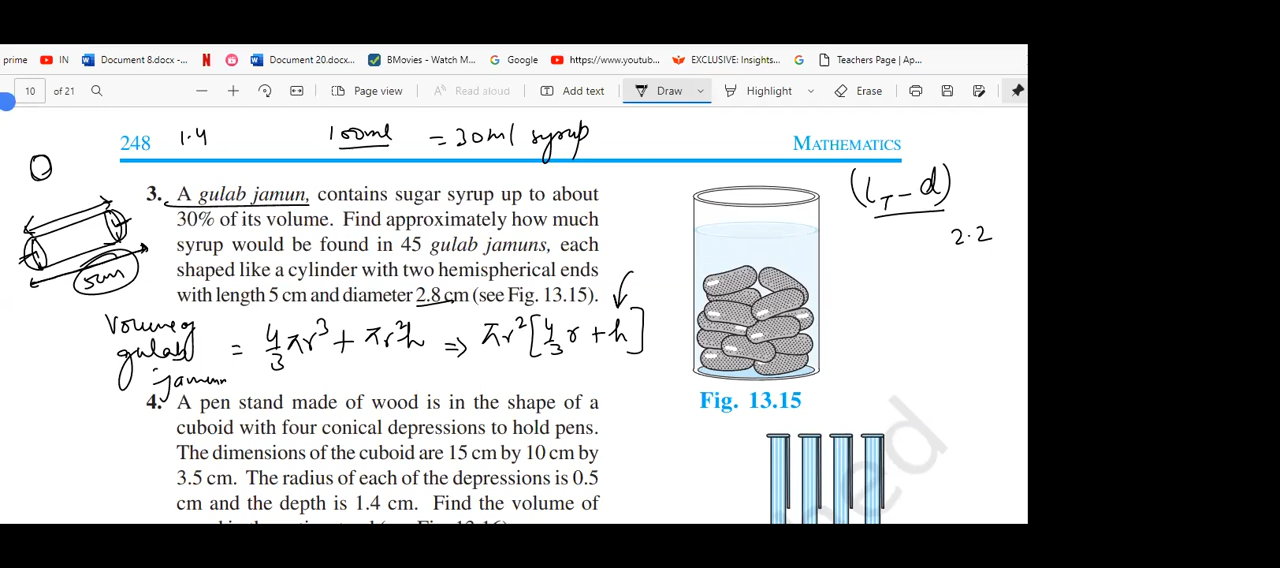 prime IN Document 8.docx -... Document 20.docx... BMovies - Watch M... Google https://www.youtub... EXCLUSIVE: Insights... Teachers Page | Ap...
10 of 21 Page view Read aloud Add text Draw Highlight Erase
248 1.4 100ml = 30ml syrup MATHEMATICS
3. A gulab jamun, contains sugar syrup up to about
30% of its volume. Find approximately how much
syrup would be found in 45 gulab jamuns, each
shaped like a cylinder with two hemispherical ends
with length 5 cm and diameter 2.8 cm (see Fig. 13.15).
5cm
(L_T - d)
2.2
Volume of
gulab
jamun
= 4/3 πr³ + πr²h ⇒ πr² [4/3 r + h]
Fig. 13.15
4. A pen stand made of wood is in the shape of a
cuboid with four conical depressions to hold pens.
The dimensions of the cuboid are 15 cm by 10 cm by
3.5 cm. The radius of each of the depressions is 0.5
cm and the depth is 1.4 cm. Find the volume of